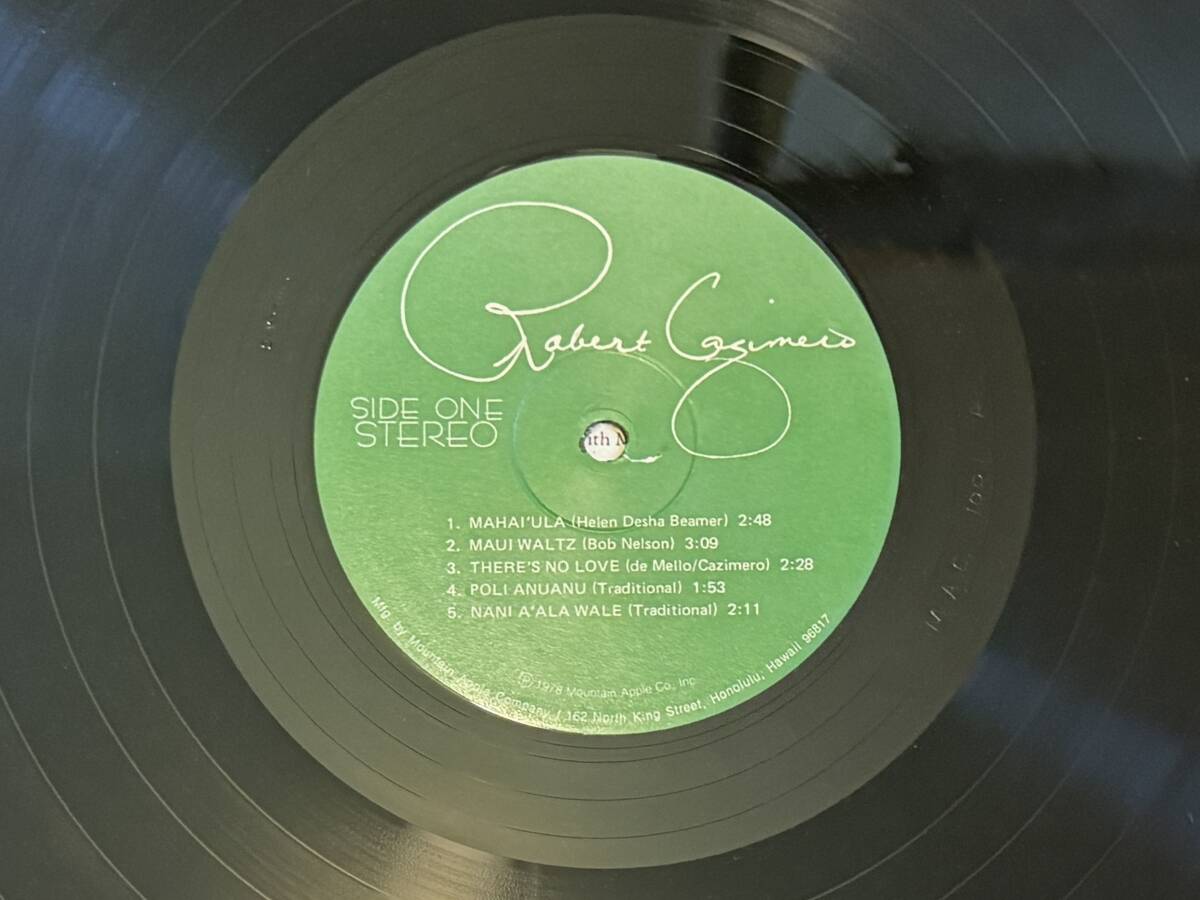 Robert Cazimero
SIDE ONE
STEREO
ith M
1. MAHAI'ULA (Helen Desha Beamer) 2:48
2. MAUI WALTZ (Bob Nelson) 3:09
3. THERE'S NO LOVE (de Mello/Cazimero) 2:28
4. POLI ANUANU (Traditional) 1:53
5. NANI A'ALA WALE (Traditional) 2:11
℗ 1978 Mountain Apple Co., Inc.
Mfg. by Mountain Apple Company / 162 North King Street, Honolulu, Hawaii 96817